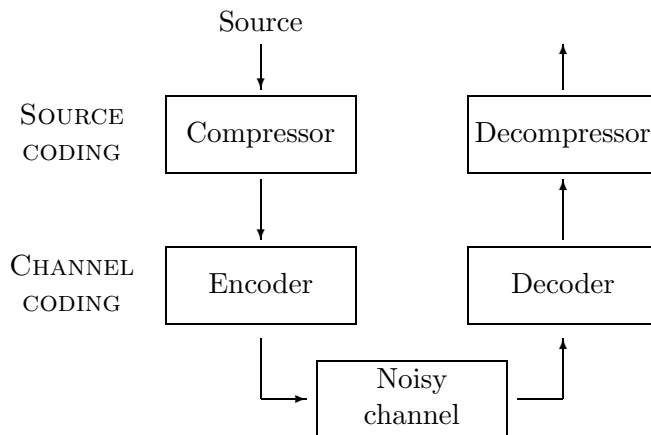 Source
SOURCE
CODING
Compressor
Decompressor
CHANNEL
CODING
Encoder
Decoder
Noisy
channel